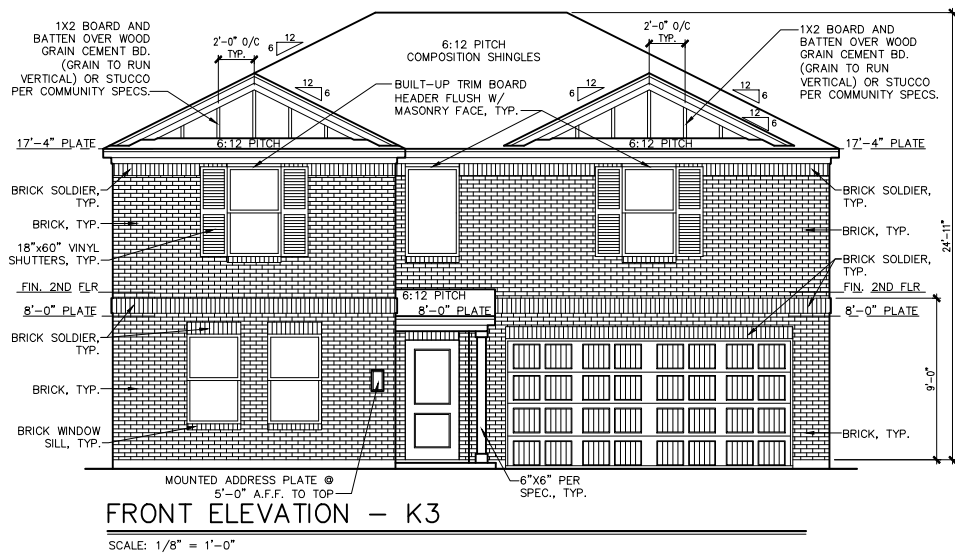 1X2 BOARD AND
BATTEN OVER WOOD
GRAIN CEMENT BD.
(GRAIN TO RUN
VERTICAL) OR STUCCO
PER COMMUNITY SPECS.
2'-0" O/C
TYP.
12
6
6:12 PITCH
COMPOSITION SHINGLES
2'-0" O/C
TYP.
1X2 BOARD AND
BATTEN OVER WOOD
GRAIN CEMENT BD.
(GRAIN TO RUN
VERTICAL) OR STUCCO
PER COMMUNITY SPECS.
12
6
BUILT-UP TRIM BOARD
HEADER FLUSH W/
MASONRY FACE, TYP.
12
6
12
6
12
6
17'-4" PLATE
6:12 PITCH
6:12 PITCH
17'-4" PLATE
BRICK SOLDIER,
TYP.
BRICK, TYP.
18"x60" VINYL
SHUTTERS, TYP.
BRICK SOLDIER,
TYP.
BRICK, TYP.
BRICK SOLDIER,
TYP.
24'-11"
FIN. 2ND FLR
6:12 PITCH
FIN. 2ND FLR
8'-0" PLATE
8'-0" PLATE
8'-0" PLATE
BRICK SOLDIER,
TYP.
BRICK, TYP.
9'-0"
BRICK WINDOW
SILL, TYP.
BRICK, TYP.
MOUNTED ADDRESS PLATE @
5'-0" A.F.F. TO TOP
6"X6" PER
SPEC., TYP.
FRONT ELEVATION - K3
SCALE: 1/8" = 1'-0"